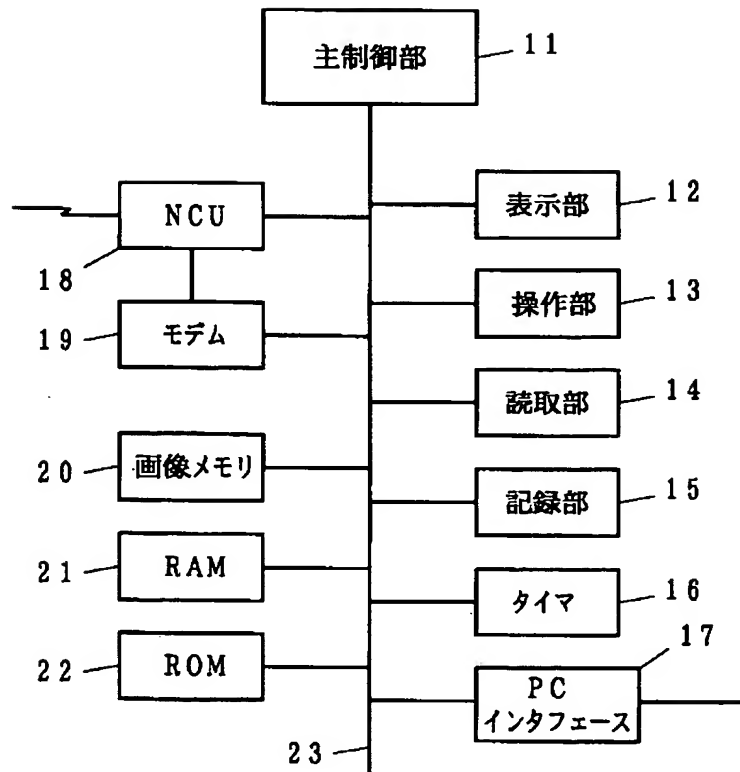 主制御部
11
NCU
18
モデム
19
画像メモリ
20
RAM
21
ROM
22
表示部
12
操作部
13
読取部
14
記録部
15
タイマ
16
PC
インタフェース
17
23